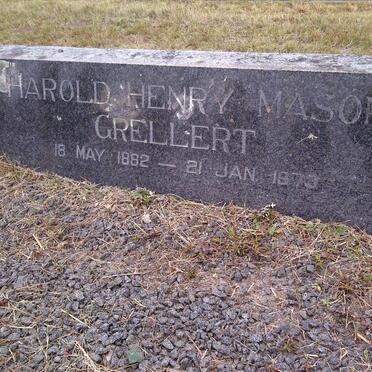 HAROLD HENRY MASON
GRELLERT
18 MAY 1882 — 21 JAN. 1973